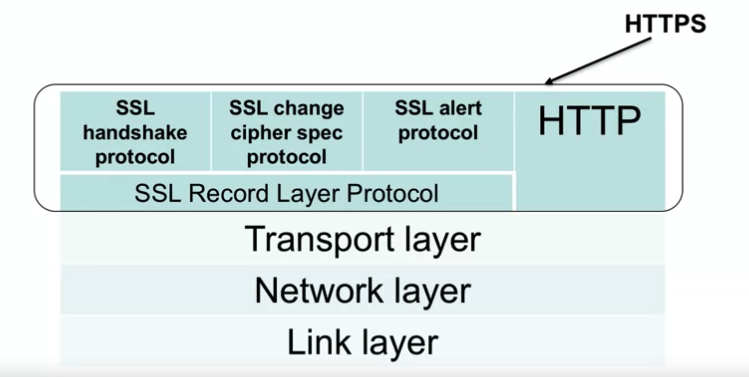 HTTPS
SSL
handshake
protocol
SSL change
cipher spec
protocol
SSL alert
protocol
HTTP
SSL Record Layer Protocol
Transport layer
Network layer
Link layer